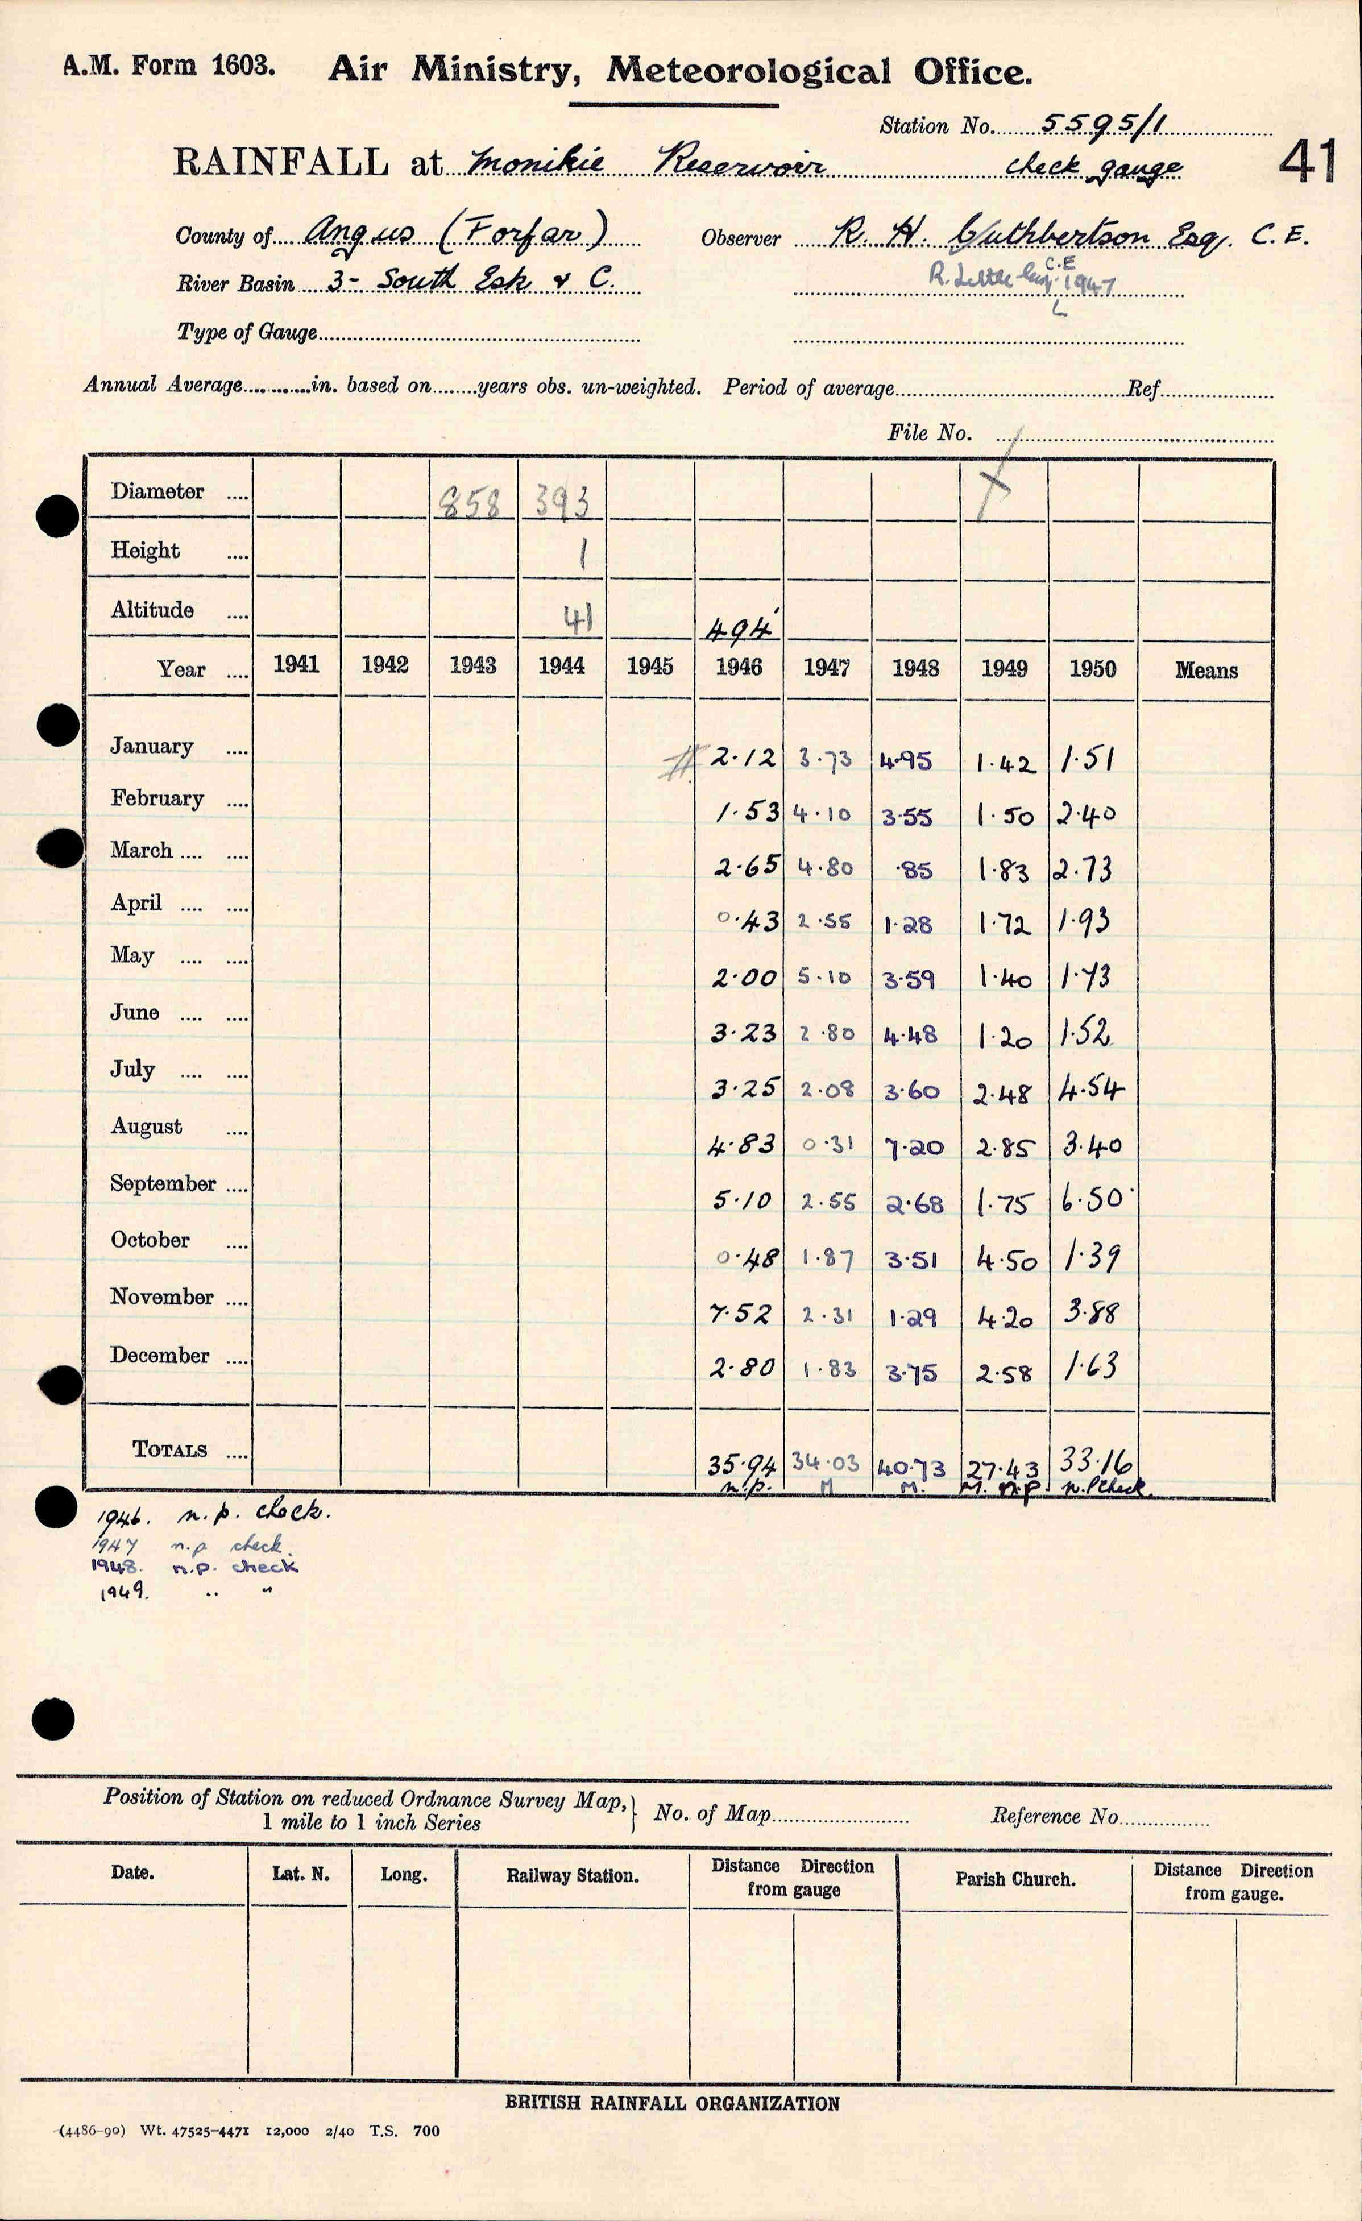 A.M. Form 1603. Air Ministry, Meteorological Office.
Station No. 5595/1
41
RAINFALL at Monikie Reservoir check gauge
County of Angus (Forfar) Observer R. H. Cuthbertson Esq. C.E.
River Basin 3- South Esk & C. R. Little Esq. C.E 1947
Type of Gauge
Annual Average in. based on years obs. un-weighted. Period of average Ref
File No.
Diameter 858 393
Height 1
Altitude 41 494'
Year 1941 1942 1943 1944 1945 1946 1947 1948 1949 1950 Means
January 2.12 3.73 4.95 1.42 1.51
February 1.53 4.10 3.55 1.50 2.40
March 2.65 4.80 .85 1.83 2.73
April 0.43 2.55 1.28 1.72 1.93
May 2.00 5.10 3.59 1.40 1.73
June 3.23 2.80 4.48 1.20 1.52
July 3.25 2.08 3.60 2.48 4.54
August 4.83 0.31 7.20 2.85 3.40
September 5.10 2.55 2.68 1.75 6.50
October 0.48 1.87 3.51 4.50 1.39
November 7.52 2.31 1.29 4.20 3.88
December 2.80 1.83 3.75 2.58 1.63
TOTALS 35.94 34.03 40.73 27.43 33.16
n.p. M M. M. n.p. n.p check.
1946. n.p. check.
1947 n.p check.
1948. n.p. check
1949. " "
Position of Station on reduced Ordnance Survey Map, 1 mile to 1 inch Series } No. of Map Reference No.
Date. Lat. N. Long. Railway Station. Distance Direction from gauge Parish Church. Distance Direction from gauge.
BRITISH RAINFALL ORGANIZATION
(4486-90) Wt. 47525-4471 12,000 2/40 T.S. 700